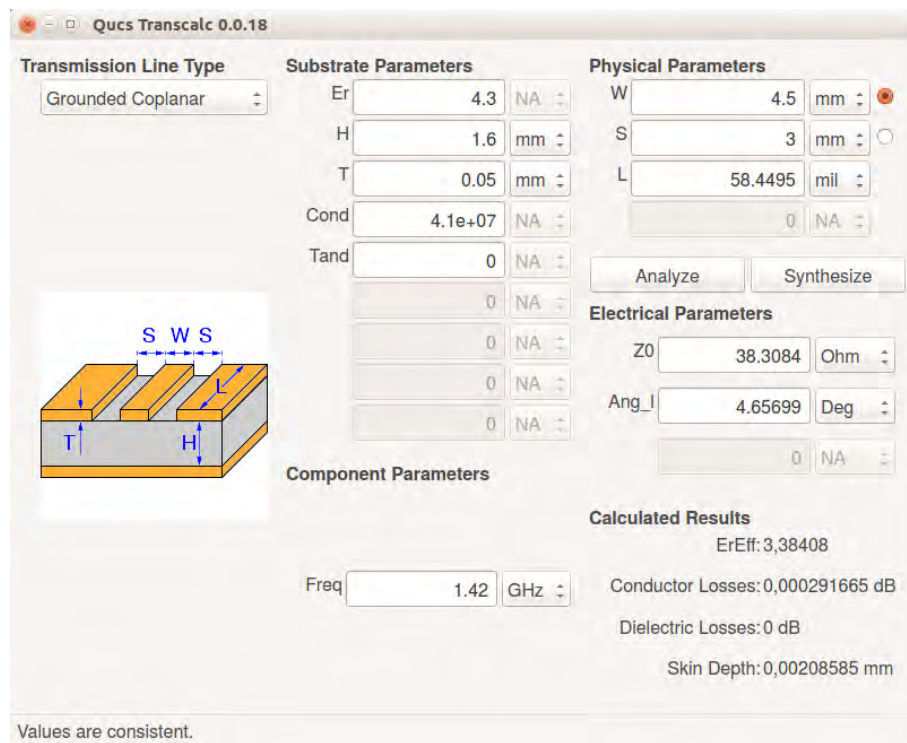 Qucs Transcalc 0.0.18
Transmission Line Type
Grounded Coplanar
S W S
L
T
H
Substrate Parameters
Er 4.3 NA
H 1.6 mm
T 0.05 mm
Cond 4.1e+07 NA
Tand 0 NA
0 NA
0 NA
0 NA
0 NA
Component Parameters
Freq 1.42 GHz
Physical Parameters
W 4.5 mm
S 3 mm
L 58.4495 mil
0 NA
Analyze Synthesize
Electrical Parameters
Z0 38.3084 Ohm
Ang_l 4.65699 Deg
0 NA
Calculated Results
ErEff: 3,38408
Conductor Losses: 0,000291665 dB
Dielectric Losses: 0 dB
Skin Depth: 0,00208585 mm
Values are consistent.